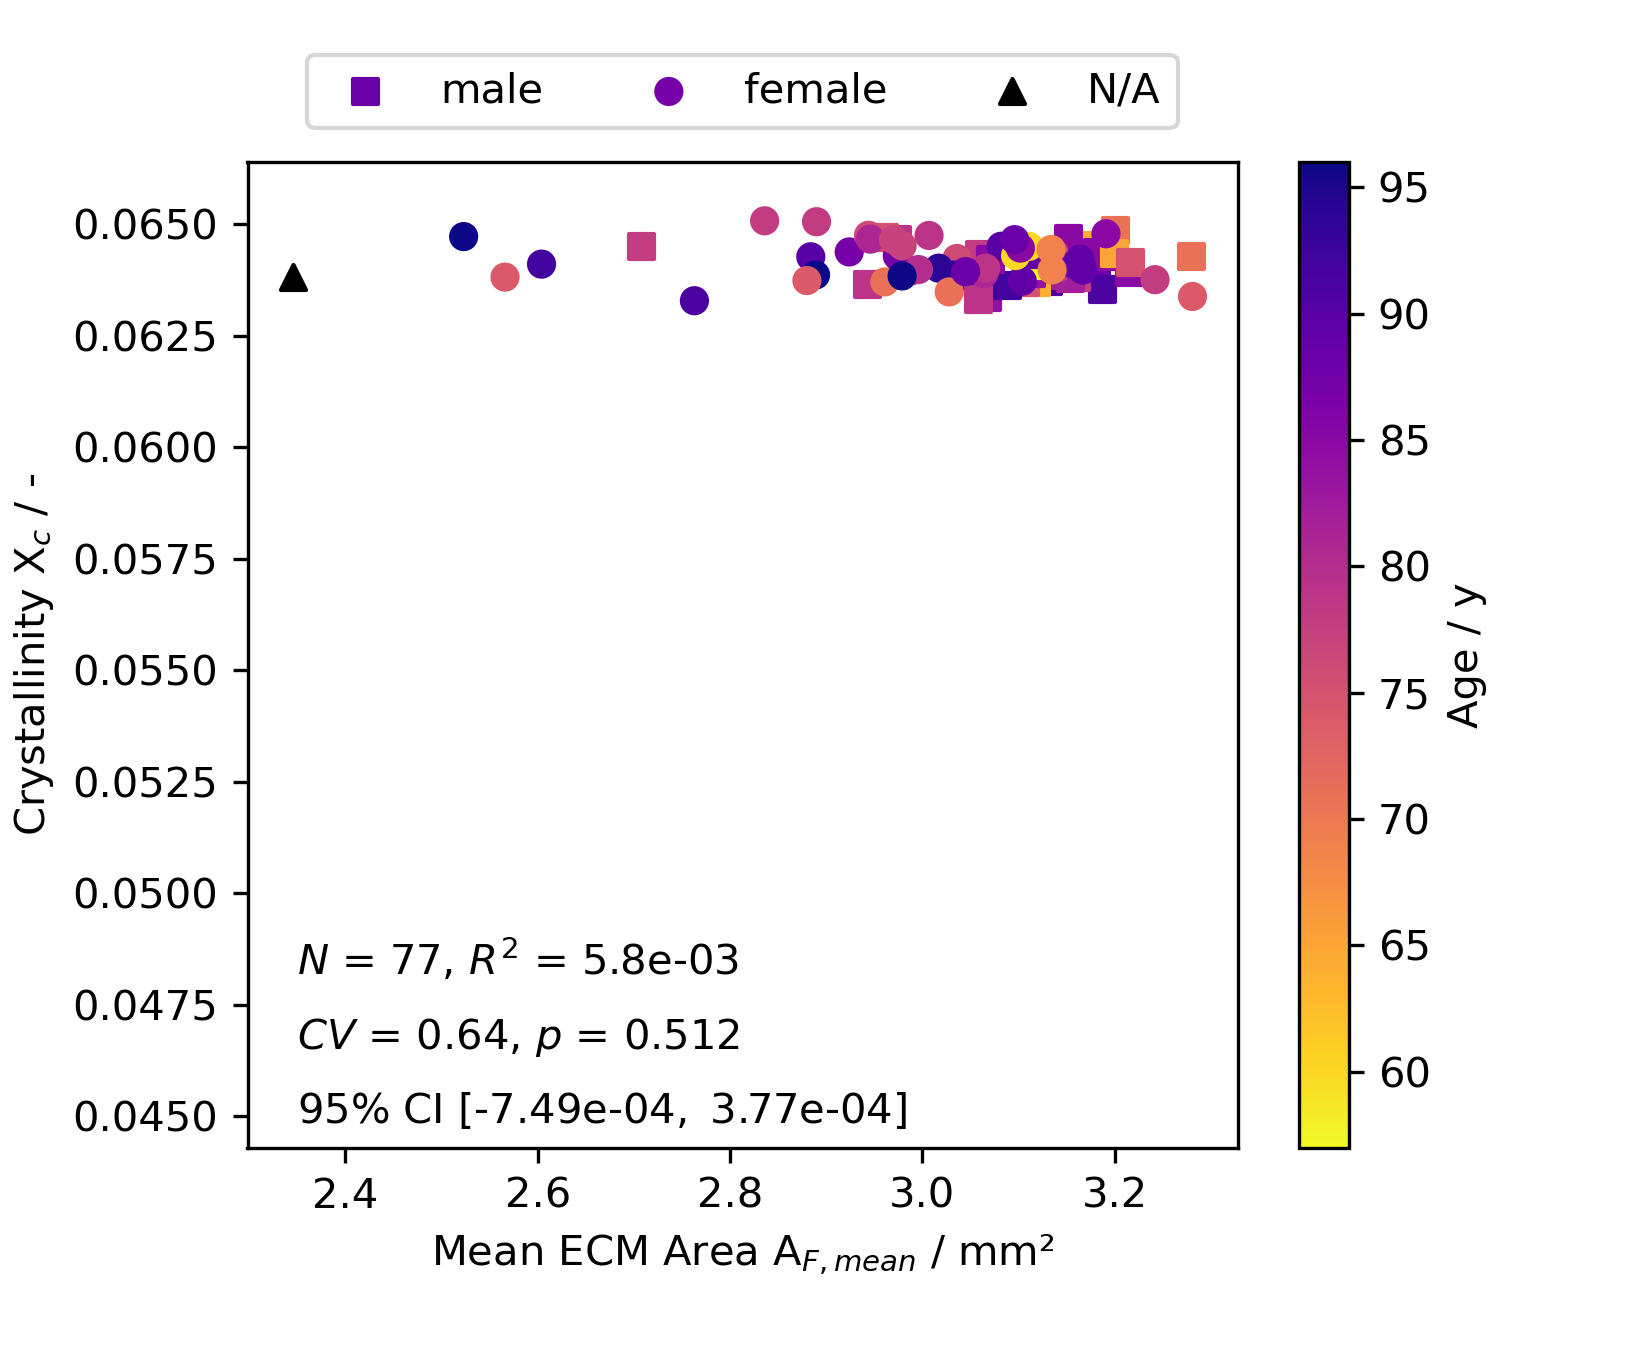 male female N/A
0.0650
0.0625
0.0600
0.0575
0.0550
0.0525
0.0500
0.0475
0.0450
Crystallinity X_c / -
N = 77, R² = 5.8e-03
CV = 0.64, p = 0.512
95% CI [-7.49e-04, 3.77e-04]
2.4 2.6 2.8 3.0 3.2
Mean ECM Area A_{F,mean} / mm²
95
90
85
80
75
70
65
60
Age / y